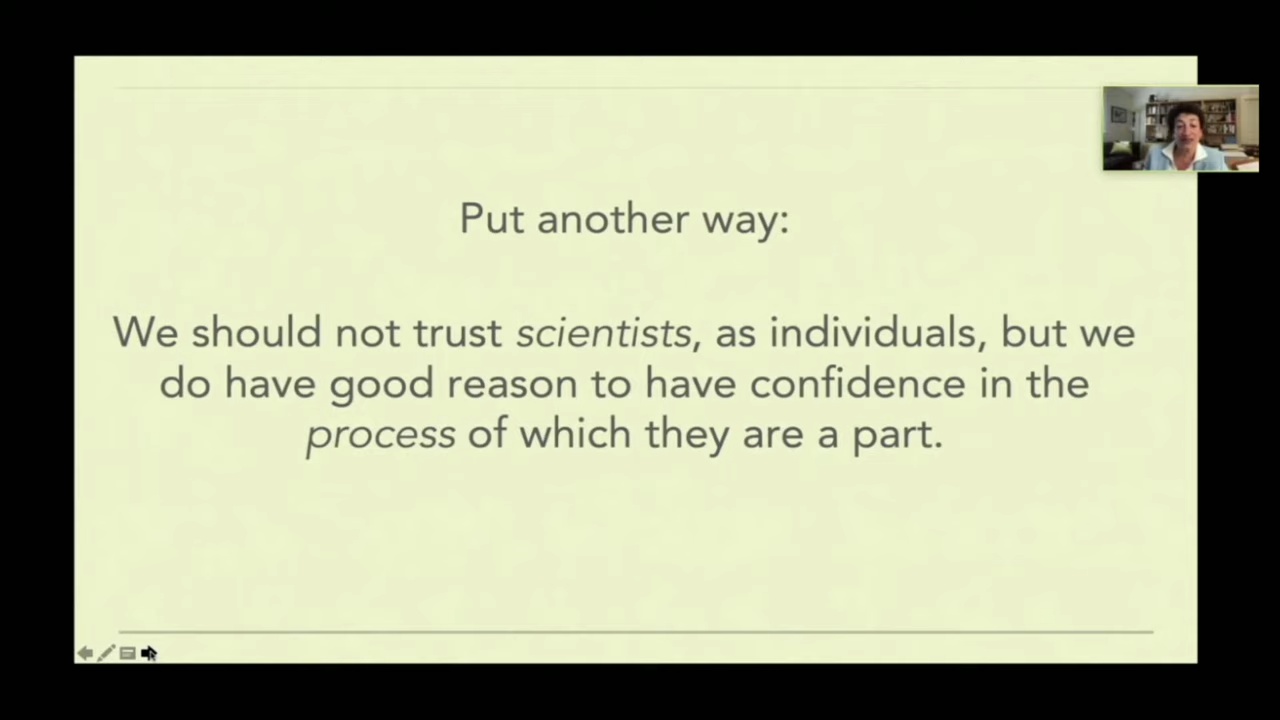 Put another way:
We should not trust scientists, as individuals, but we
do have good reason to have confidence in the
process of which they are a part.